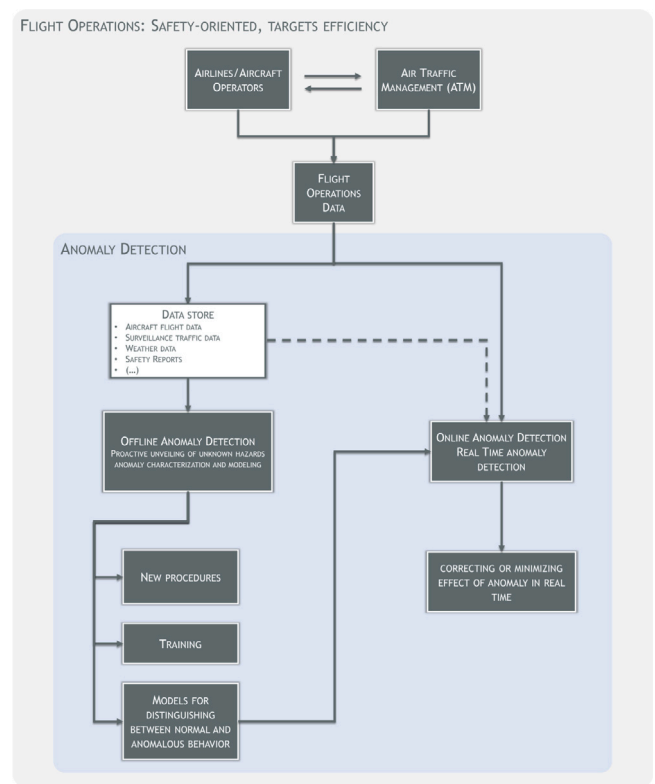 Flight Operations: Safety-oriented, targets efficiency
Airlines/Aircraft
Operators
Air Traffic
Management (ATM)
Flight
Operations
Data
Anomaly Detection
Data store
• Aircraft flight data
• Surveillance traffic data
• Weather data
• Safety Reports
• (...)
Offline Anomaly Detection
Proactive unveiling of unknown hazards
anomaly characterization and modeling
Online Anomaly Detection
Real Time anomaly
detection
New procedures
correcting or minimizing
effect of anomaly in real
time
Training
Models for
distinguishing
between normal and
anomalous behavior